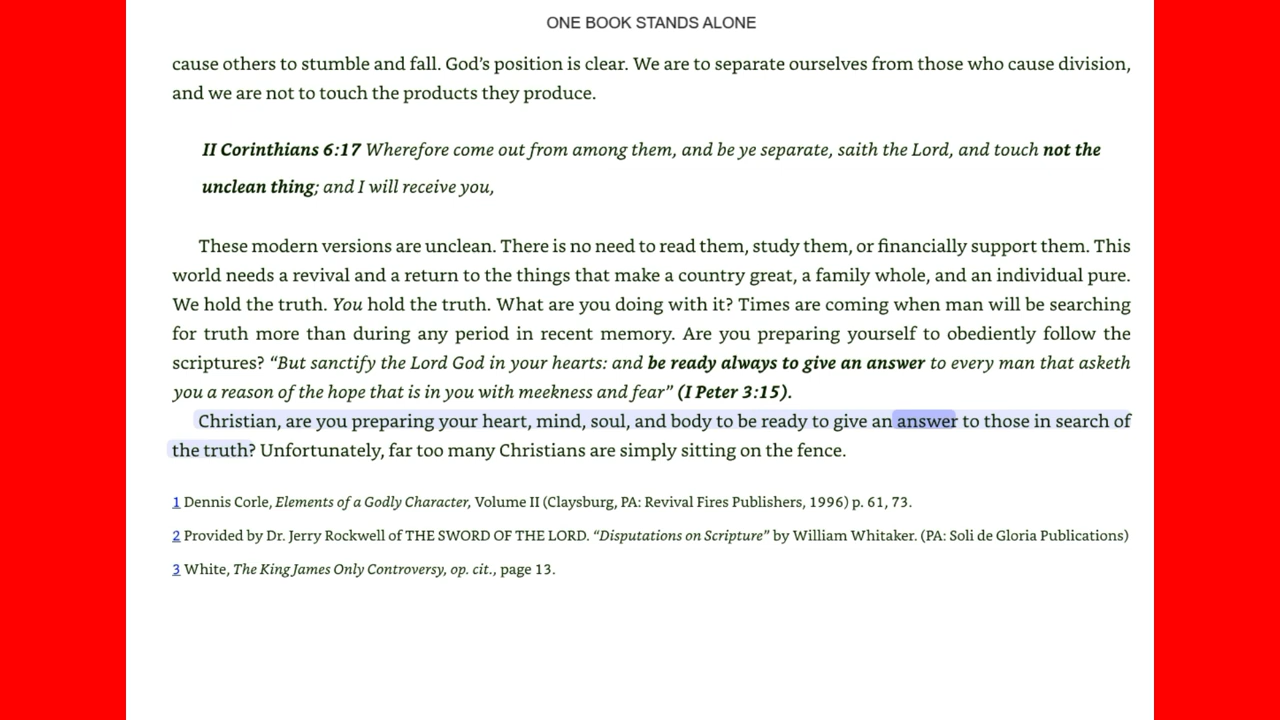 ONE BOOK STANDS ALONE
cause others to stumble and fall. God’s position is clear. We are to separate ourselves from those who cause division,
and we are not to touch the products they produce.
II Corinthians 6:17 Wherefore come out from among them, and be ye separate, saith the Lord, and touch not the
unclean thing; and I will receive you,
These modern versions are unclean. There is no need to read them, study them, or financially support them. This
world needs a revival and a return to the things that make a country great, a family whole, and an individual pure.
We hold the truth. You hold the truth. What are you doing with it? Times are coming when man will be searching
for truth more than during any period in recent memory. Are you preparing yourself to obediently follow the
scriptures? “But sanctify the Lord God in your hearts: and be ready always to give an answer to every man that asketh
you a reason of the hope that is in you with meekness and fear” (I Peter 3:15).
Christian, are you preparing your heart, mind, soul, and body to be ready to give an answer to those in search of
the truth? Unfortunately, far too many Christians are simply sitting on the fence.
1 Dennis Corle, Elements of a Godly Character, Volume II (Claysburg, PA: Revival Fires Publishers, 1996) p. 61, 73.
2 Provided by Dr. Jerry Rockwell of THE SWORD OF THE LORD. “Disputations on Scripture” by William Whitaker. (PA: Soli de Gloria Publications)
3 White, The King James Only Controversy, op. cit., page 13.